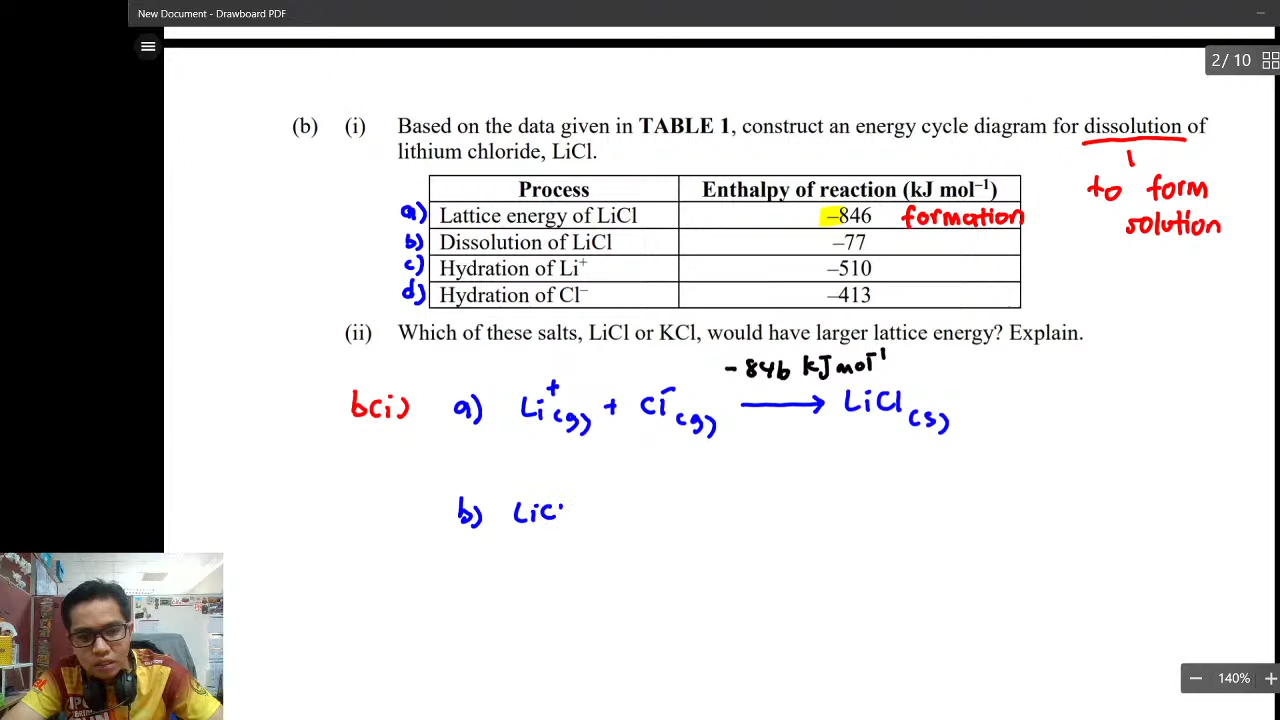 New Document - Drawboard PDF
2 / 10
(b) (i) Based on the data given in TABLE 1, construct an energy cycle diagram for dissolution of
lithium chloride, LiCl.
to form
solution
Process Enthalpy of reaction (kJ mol⁻¹)
a) Lattice energy of LiCl –846 formation
b) Dissolution of LiCl –77
c) Hydration of Li⁺ –510
d) Hydration of Cl⁻ –413
(ii) Which of these salts, LiCl or KCl, would have larger lattice energy? Explain.
-846 kJmol⁻¹
b(i) a) Li⁺(g) + Cl⁻(g) ⟶ LiCl(s)
b) LiC
140%